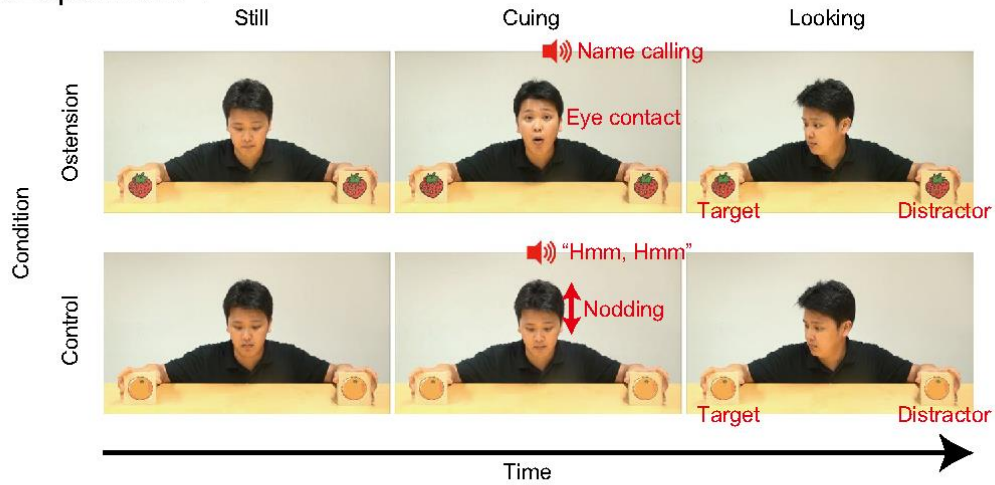 Still
Cuing
Looking
Condition
Ostension
Name calling
Eye contact
Target
Distractor
Control
“Hmm, Hmm”
Nodding
Target
Distractor
Time